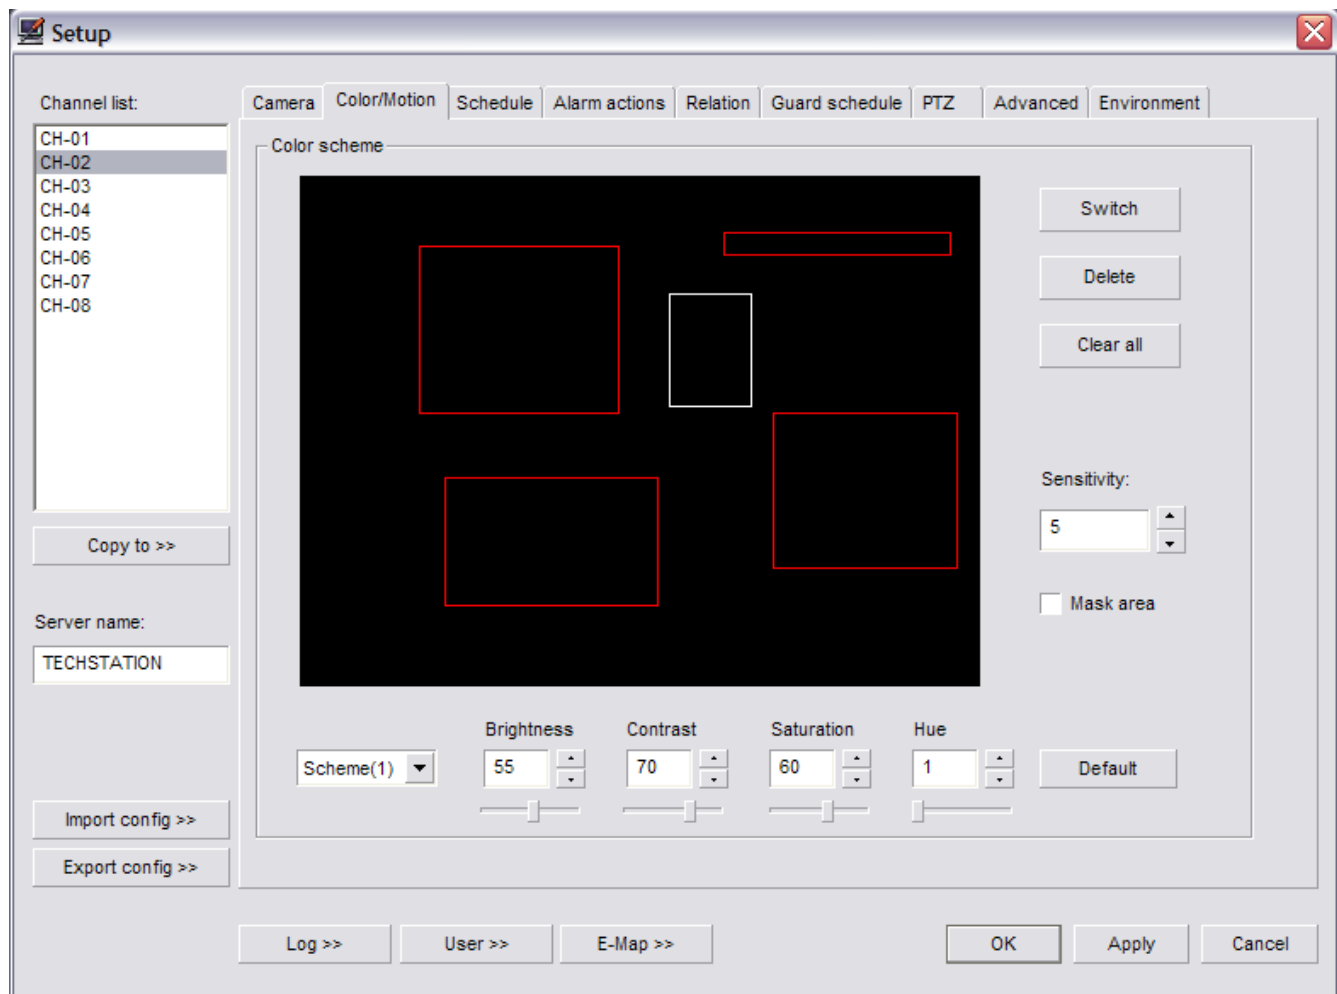 Setup
Channel list:
CH-01
CH-02
CH-03
CH-04
CH-05
CH-06
CH-07
CH-08
Copy to >>
Server name:
TECHSTATION
Import config >>
Export config >>
Camera Color/Motion Schedule Alarm actions Relation Guard schedule PTZ Advanced Environment
Color scheme
Switch
Delete
Clear all
Sensitivity:
5
Mask area
Brightness Contrast Saturation Hue
Scheme(1) 55 70 60 1 Default
Log >> User >> E-Map >> OK Apply Cancel